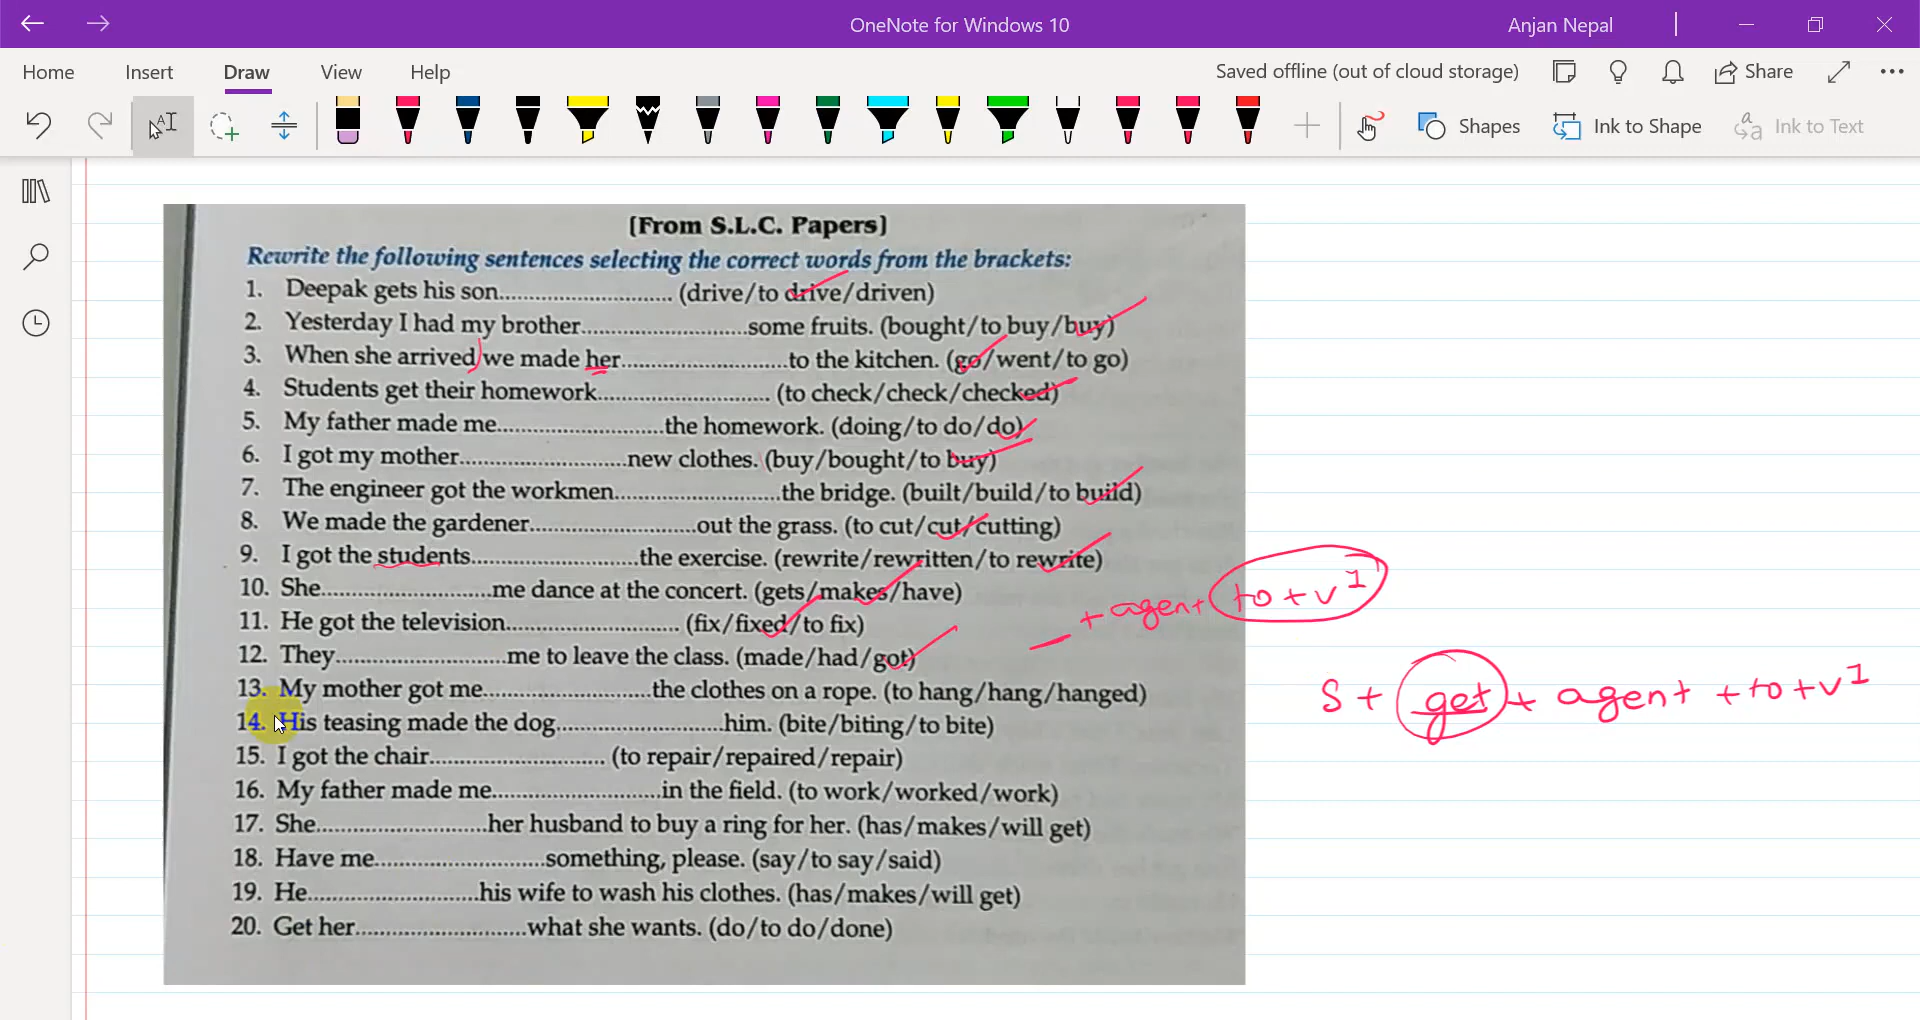 OneNote for Windows 10
Anjan Nepal
Home Insert Draw View Help
Saved offline (out of cloud storage)
Share
Shapes
Ink to Shape
Ink to Text
[From S.L.C. Papers]
Rewrite the following sentences selecting the correct words from the brackets:
1. Deepak gets his son............................ (drive/to drive/driven)
2. Yesterday I had my brother............................some fruits. (bought/to buy/buy)
3. When she arrived, we made her............................to the kitchen. (go/went/to go)
4. Students get their homework............................ (to check/check/checked)
5. My father made me............................the homework. (doing/to do/do)
6. I got my mother............................new clothes. (buy/bought/to buy)
7. The engineer got the workmen............................the bridge. (built/build/to build)
8. We made the gardener............................out the grass. (to cut/cut/cutting)
9. I got the students............................the exercise. (rewrite/rewritten/to rewrite)
10. She............................me dance at the concert. (gets/makes/have)
+ agent + to + v1
11. He got the television............................ (fix/fixed/to fix)
12. They............................me to leave the class. (made/had/got)
13. My mother got me............................the clothes on a rope. (to hang/hang/hanged)
S + get + agent + to + v1
14. His teasing made the dog............................him. (bite/biting/to bite)
15. I got the chair............................ (to repair/repaired/repair)
16. My father made me............................in the field. (to work/worked/work)
17. She............................her husband to buy a ring for her. (has/makes/will get)
18. Have me............................something, please. (say/to say/said)
19. He............................his wife to wash his clothes. (has/makes/will get)
20. Get her............................what she wants. (do/to do/done)